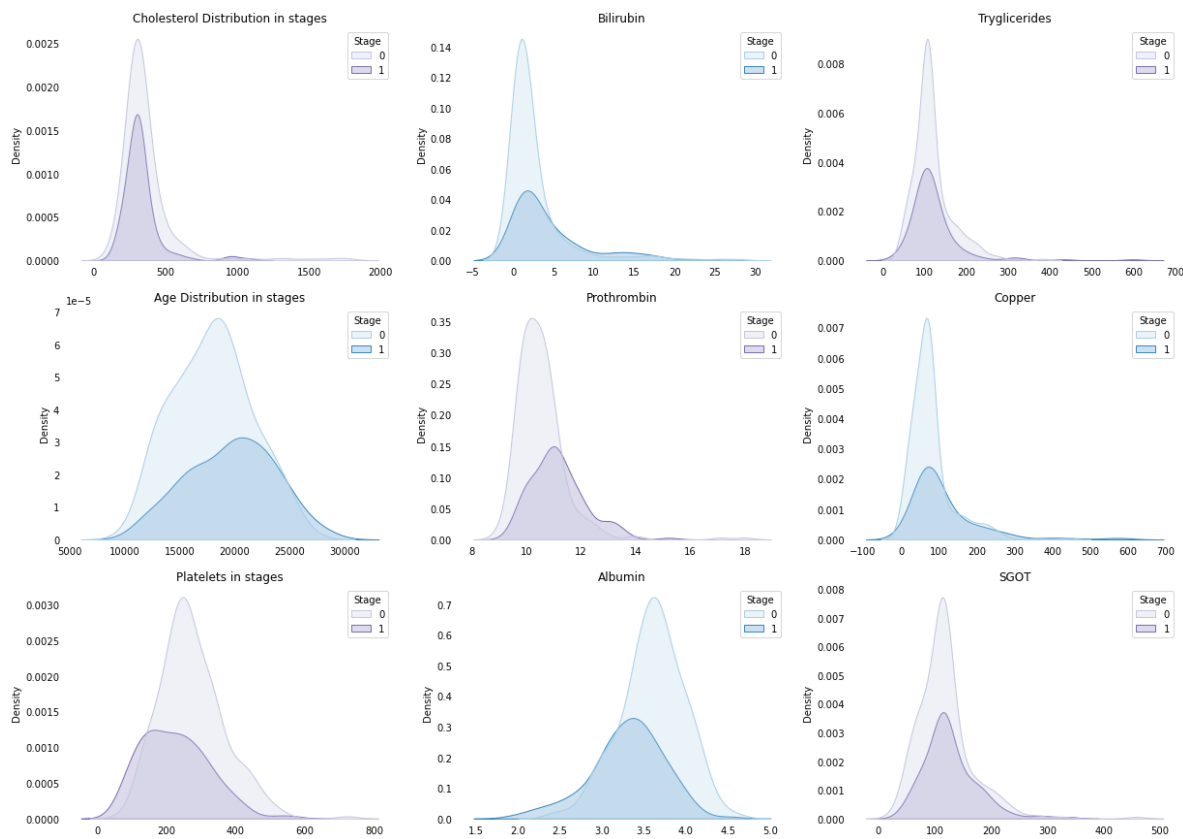 Cholesterol Distribution in stages
Density
0.0025
0.0020
0.0015
0.0010
0.0005
0.0000
0 500 1000 1500 2000
Stage
0
1
Bilirubin
Density
0.14
0.12
0.10
0.08
0.06
0.04
0.02
0.00
−5 0 5 10 15 20 25 30
Stage
0
1
Tryglicerides
Density
0.008
0.006
0.004
0.002
0.000
0 100 200 300 400 500 600 700
Stage
0
1
Age Distribution in stages
1e−5
Density
7
6
5
4
3
2
1
0
5000 10000 15000 20000 25000 30000
Stage
0
1
Prothrombin
Density
0.35
0.30
0.25
0.20
0.15
0.10
0.05
0.00
8 10 12 14 16 18
Stage
0
1
Copper
Density
0.007
0.006
0.005
0.004
0.003
0.002
0.001
0.000
−100 0 100 200 300 400 500 600 700
Stage
0
1
Platelets in stages
Density
0.0030
0.0025
0.0020
0.0015
0.0010
0.0005
0.0000
0 200 400 600 800
Stage
0
1
Albumin
Density
0.7
0.6
0.5
0.4
0.3
0.2
0.1
0.0
1.5 2.0 2.5 3.0 3.5 4.0 4.5 5.0
Stage
0
1
SGOT
Density
0.008
0.007
0.006
0.005
0.004
0.003
0.002
0.001
0.000
0 100 200 300 400 500
Stage
0
1